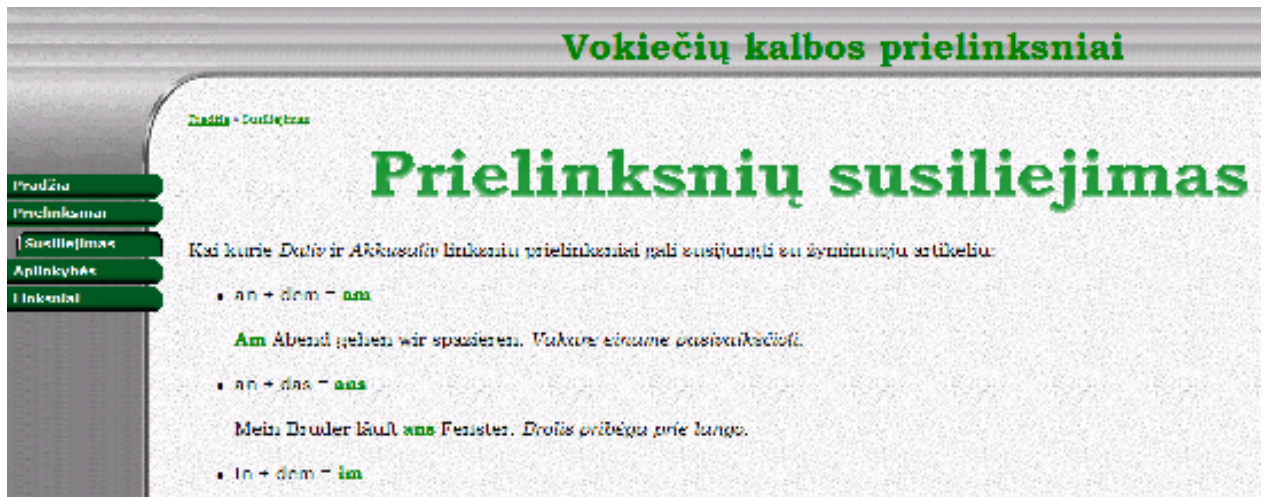 Vokiečių kalbos prielinksniai
Pradžia » Susiliejimas
Prielinksnių susiliejimas
Pradžia
Prielinksniai
Susiliejimas
Aplinkybės
Linksniai
Kai kurie Dativ ir Akkusativ linksnių prielinksniai gali susijungti su žymimuoju artikeliu:
• an + dem = am
Am Abend gehen wir spazieren. Vakare einame pasivaikščioti.
• an + das = ans
Mein Bruder läuft ans Fenster. Brolis pribėga prie lango.
• in + dem = im